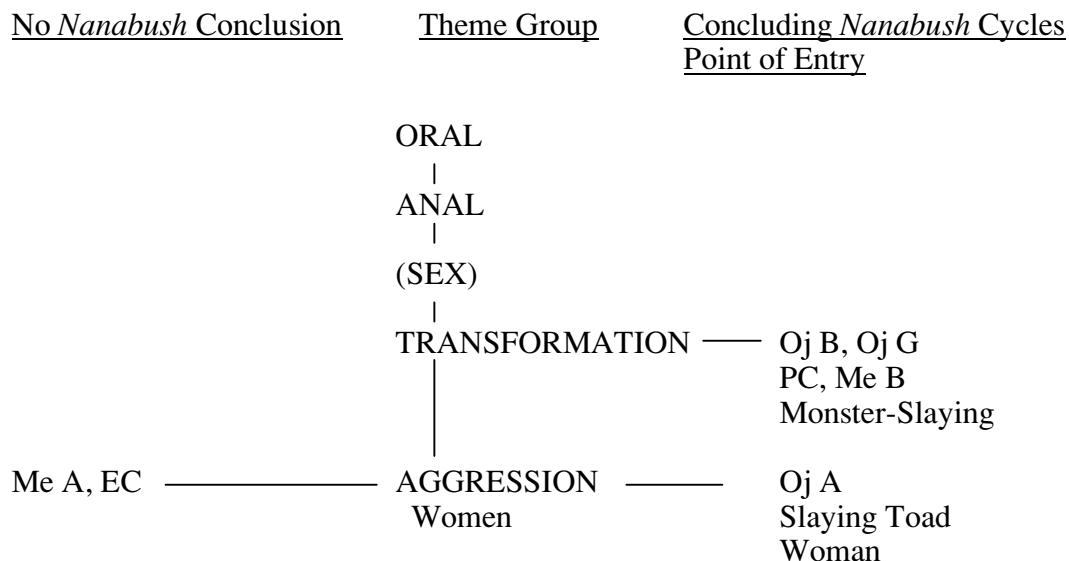 No Nanabush Conclusion Theme Group Concluding Nanabush Cycles
Point of Entry
ORAL
ANAL
(SEX)
TRANSFORMATION Oj B, Oj G
PC, Me B
Monster-Slaying
Me A, EC AGGRESSION Oj A
Women Slaying Toad
Woman